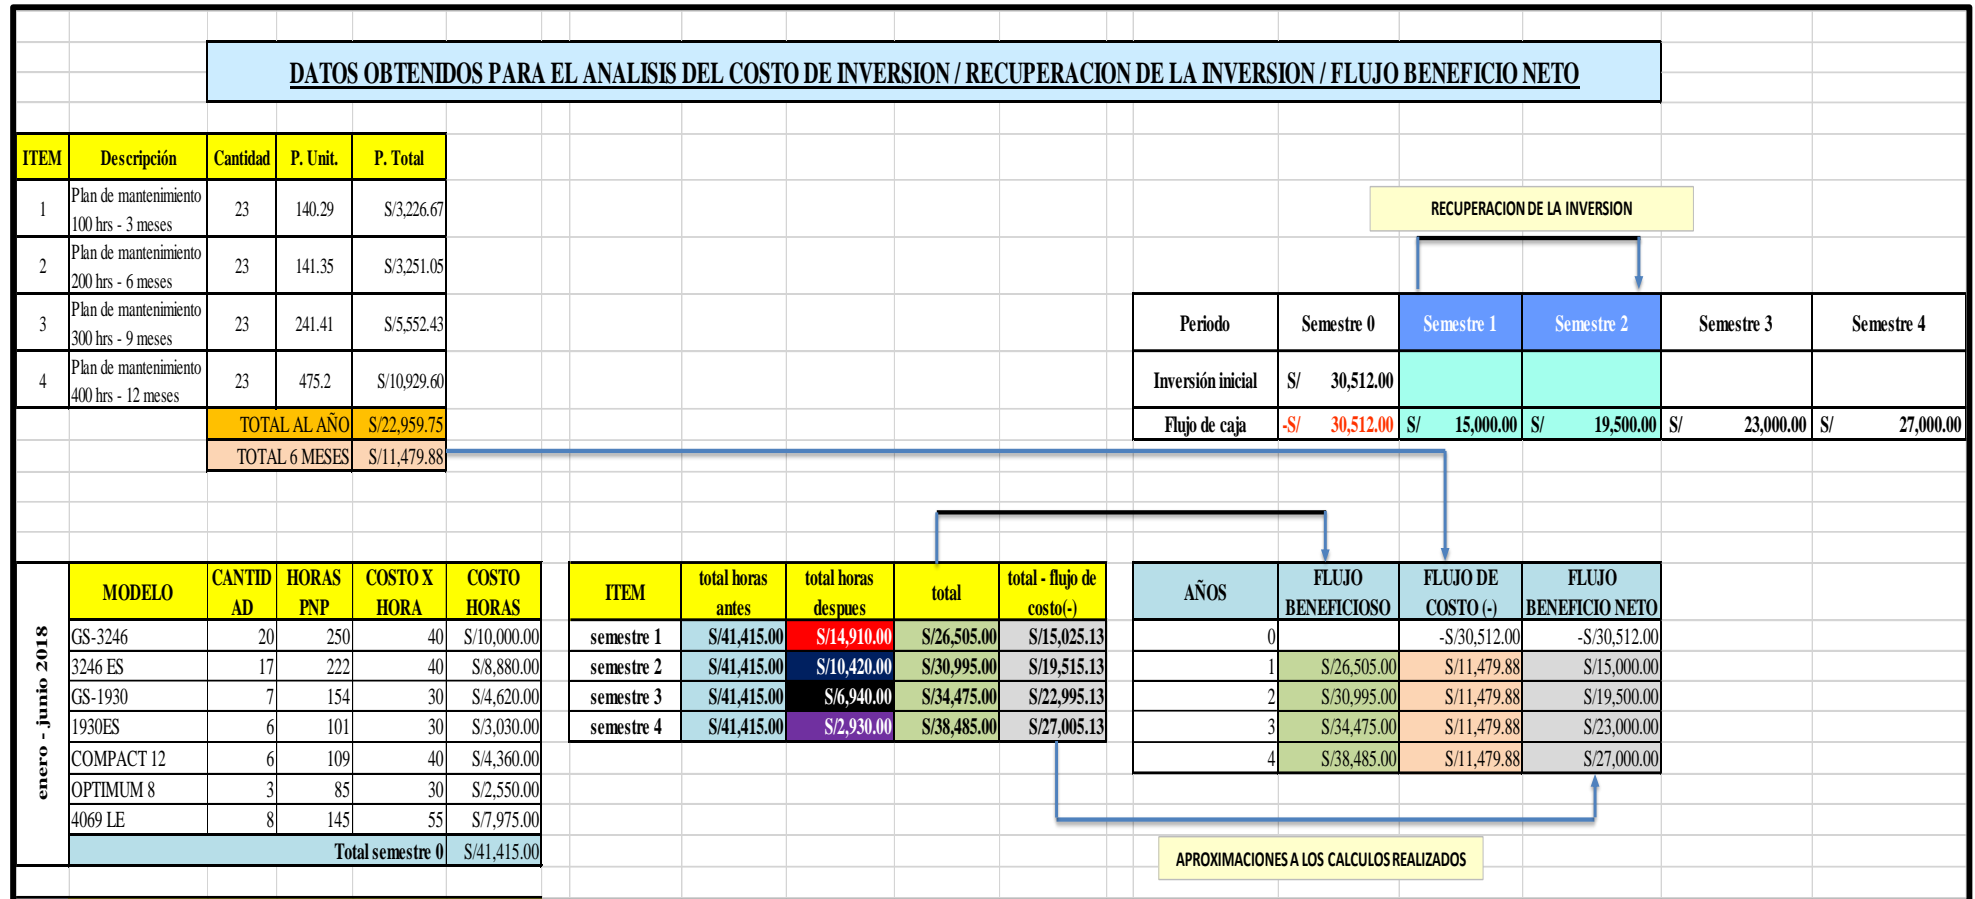 DATOS OBTENIDOS PARA EL ANALISIS DEL COSTO DE INVERSION / RECUPERACION DE LA INVERSION / FLUJO BENEFICIO NETO
ITEM Descripción Cantidad P. Unit. P. Total
1 Plan de mantenimiento 23 140.29 S/3,226.67
100 hrs - 3 meses
2 Plan de mantenimiento 23 141.35 S/3,251.05
200 hrs - 6 meses
3 Plan de mantenimiento 23 241.41 S/5,552.43
300 hrs - 9 meses
4 Plan de mantenimiento 23 475.2 S/10,929.60
400 hrs - 12 meses
TOTAL AL AÑO S/22,959.75
TOTAL 6 MESES S/11,479.88
RECUPERACION DE LA INVERSION
Periodo Semestre 0 Semestre 1 Semestre 2 Semestre 3 Semestre 4
Inversión inicial S/ 30,512.00
Flujo de caja -S/ 30,512.00 S/ 15,000.00 S/ 19,500.00 S/ 23,000.00 S/ 27,000.00
enero - junio 2018
MODELO CANTID HORAS COSTO X COSTO
AD PNP HORA HORAS
GS-3246 20 250 40 S/10,000.00
3246 ES 17 222 40 S/8,880.00
GS-1930 7 154 30 S/4,620.00
1930ES 6 101 30 S/3,030.00
COMPACT 12 6 109 40 S/4,360.00
OPTIMUM 8 3 85 30 S/2,550.00
4069 LE 8 145 55 S/7,975.00
Total semestre 0 S/41,415.00
ITEM total horas total horas total total - flujo de
antes despues costo(-)
semestre 1 S/41,415.00 S/14,910.00 S/26,505.00 S/15,025.13
semestre 2 S/41,415.00 S/10,420.00 S/30,995.00 S/19,515.13
semestre 3 S/41,415.00 S/6,940.00 S/34,475.00 S/22,995.13
semestre 4 S/41,415.00 S/2,930.00 S/38,485.00 S/27,005.13
AÑOS FLUJO FLUJO DE FLUJO
BENEFICIOSO COSTO (-) BENEFICIO NETO
0 -S/30,512.00 -S/30,512.00
1 S/26,505.00 S/11,479.88 S/15,000.00
2 S/30,995.00 S/11,479.88 S/19,500.00
3 S/34,475.00 S/11,479.88 S/23,000.00
4 S/38,485.00 S/11,479.88 S/27,000.00
APROXIMACIONES A LOS CALCULOS REALIZADOS